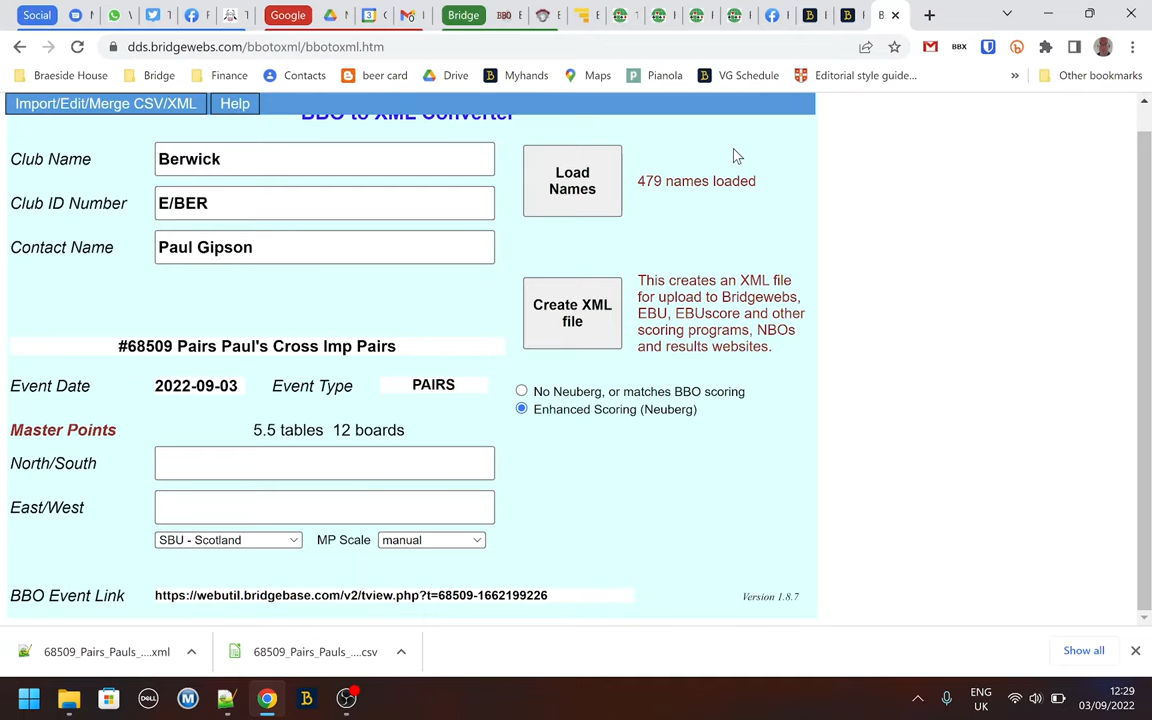 Social
Google
Bridge
BBO
dds.bridgewebs.com/bbotoxml/bbotoxml.htm
BBX
Braeside House
Bridge
Finance
Contacts
beer card
Drive
Myhands
Maps
Pianola
VG Schedule
Editorial style guide...
»
Other bookmarks
Import/Edit/Merge CSV/XML
Help
BBO to XML Converter
Club Name
Berwick
Load
Names
479 names loaded
Club ID Number
E/BER
Contact Name
Paul Gipson
Create XML
file
This creates an XML file
for upload to Bridgewebs,
EBU, EBUscore and other
scoring programs, NBOs
and results websites.
#68509 Pairs Paul's Cross Imp Pairs
Event Date
2022-09-03
Event Type
PAIRS
No Neuberg, or matches BBO scoring
Enhanced Scoring (Neuberg)
Master Points
5.5 tables 12 boards
North/South
East/West
SBU - Scotland
MP Scale
manual
BBO Event Link
https://webutil.bridgebase.com/v2/tview.php?t=68509-1662199226
Version 1.8.7
68509_Pairs_Pauls_....xml
68509_Pairs_Pauls_....csv
Show all
DELL
ENG
UK
12:29
03/09/2022